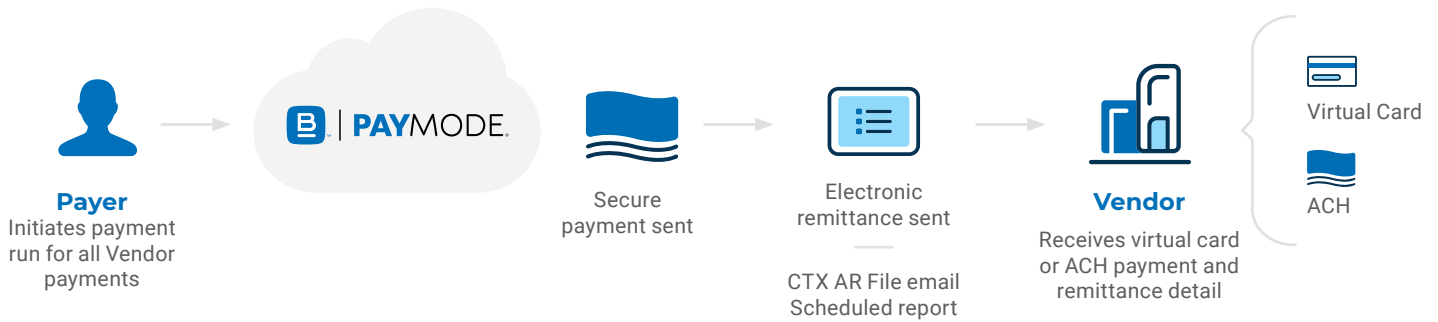 Payer
Initiates payment
run for all Vendor
payments
B™ | PAYMODE®
Secure
payment sent
Electronic
remittance sent
CTX AR File email
Scheduled report
Vendor
Receives virtual card
or ACH payment and
remittance detail
Virtual Card
ACH